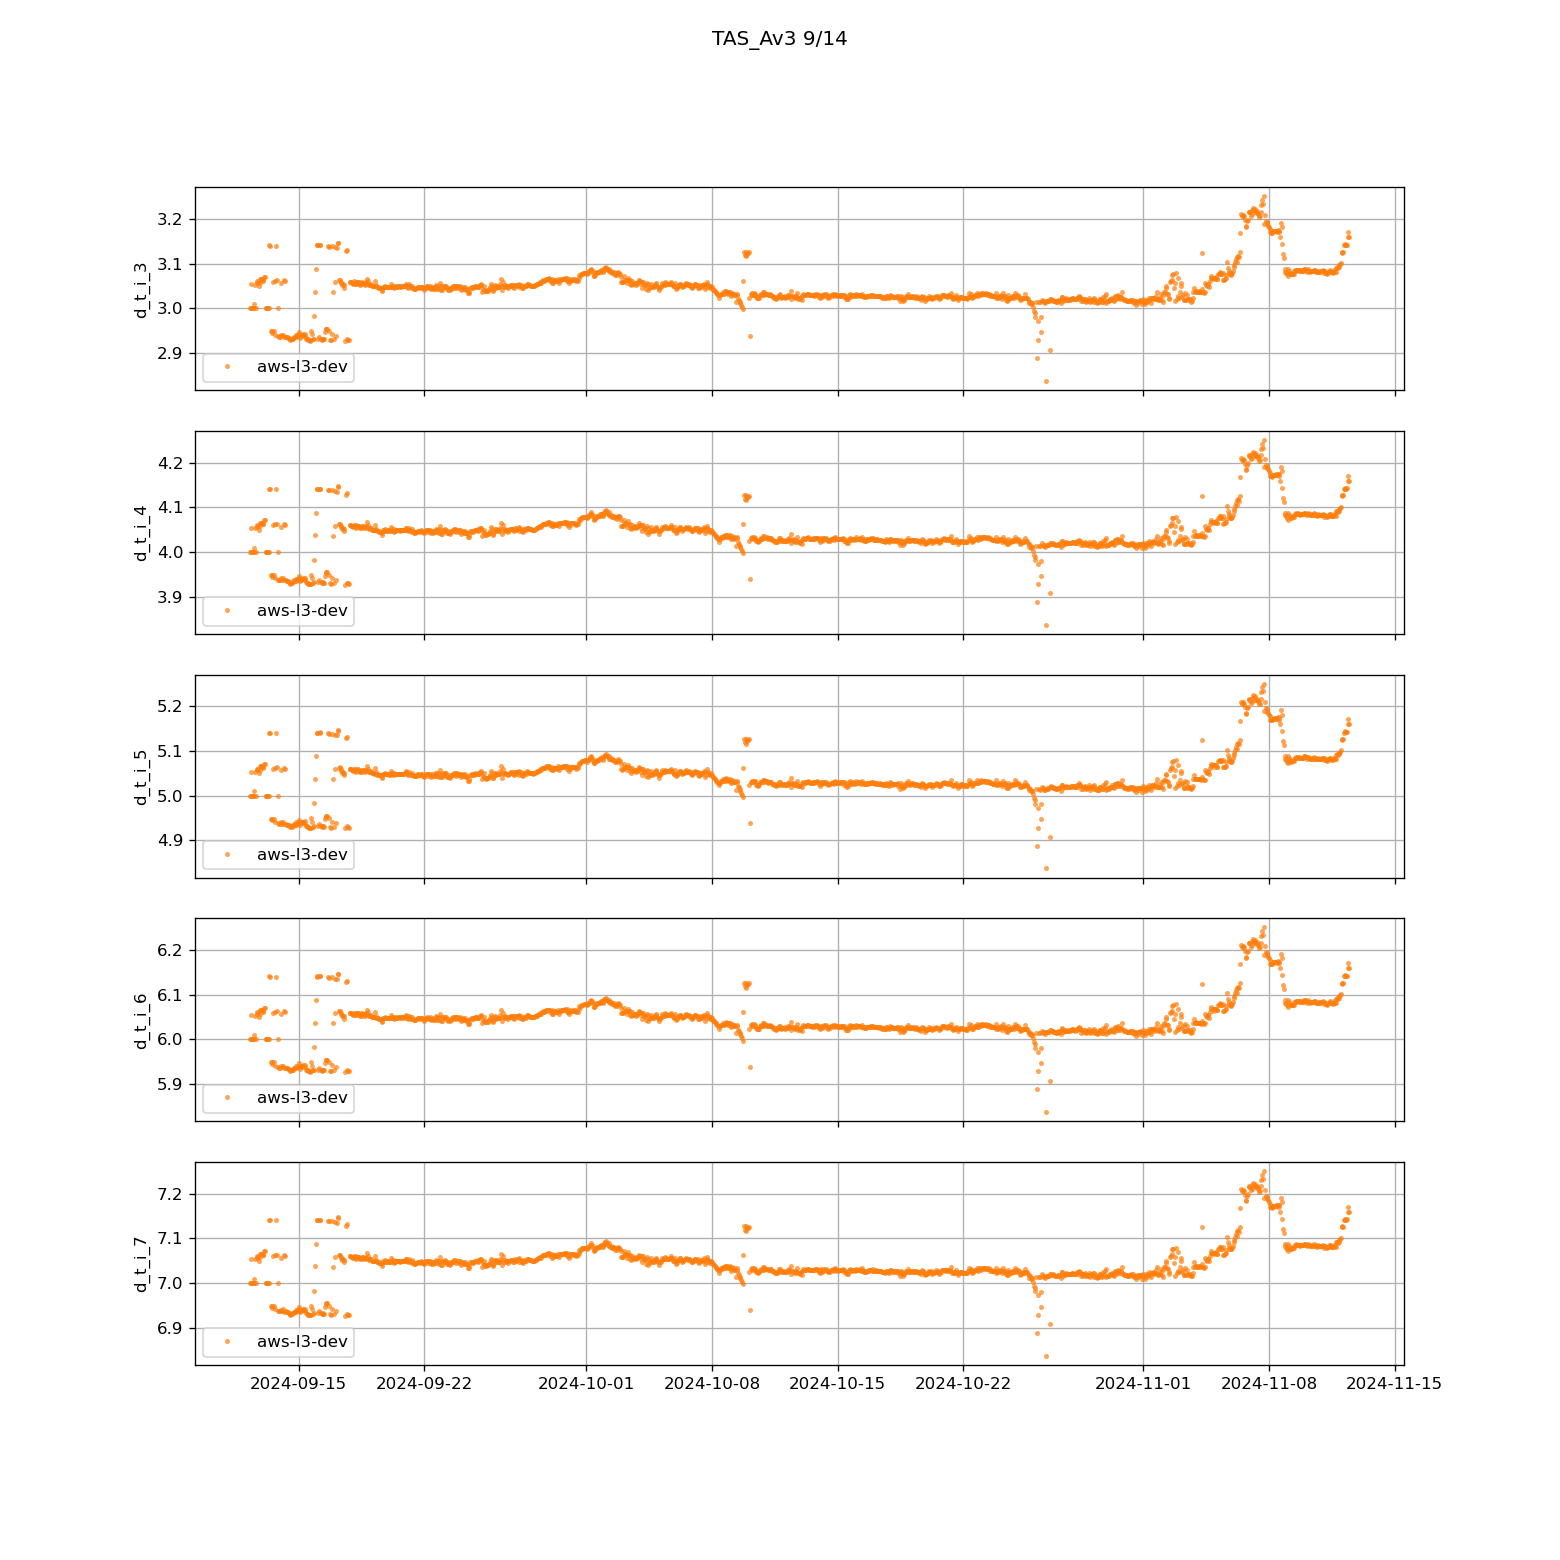 TAS_Av3 9/14
3.2
3.1
3.0
2.9
d_t_i_3
aws-l3-dev
4.2
4.1
4.0
3.9
d_t_i_4
aws-l3-dev
5.2
5.1
5.0
4.9
d_t_i_5
aws-l3-dev
6.2
6.1
6.0
5.9
d_t_i_6
aws-l3-dev
7.2
7.1
7.0
6.9
d_t_i_7
aws-l3-dev
2024-09-15 2024-09-22 2024-10-01 2024-10-08 2024-10-15 2024-10-22 2024-11-01 2024-11-08 2024-11-15